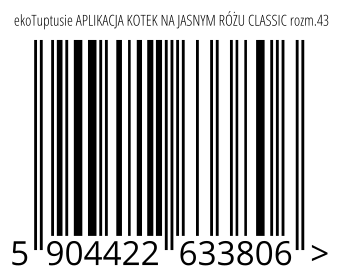 ekoTuptusie APLIKACJA KOTEK NA JASNYM RÓŻU CLASSIC rozm.43
5 904422 633806 >